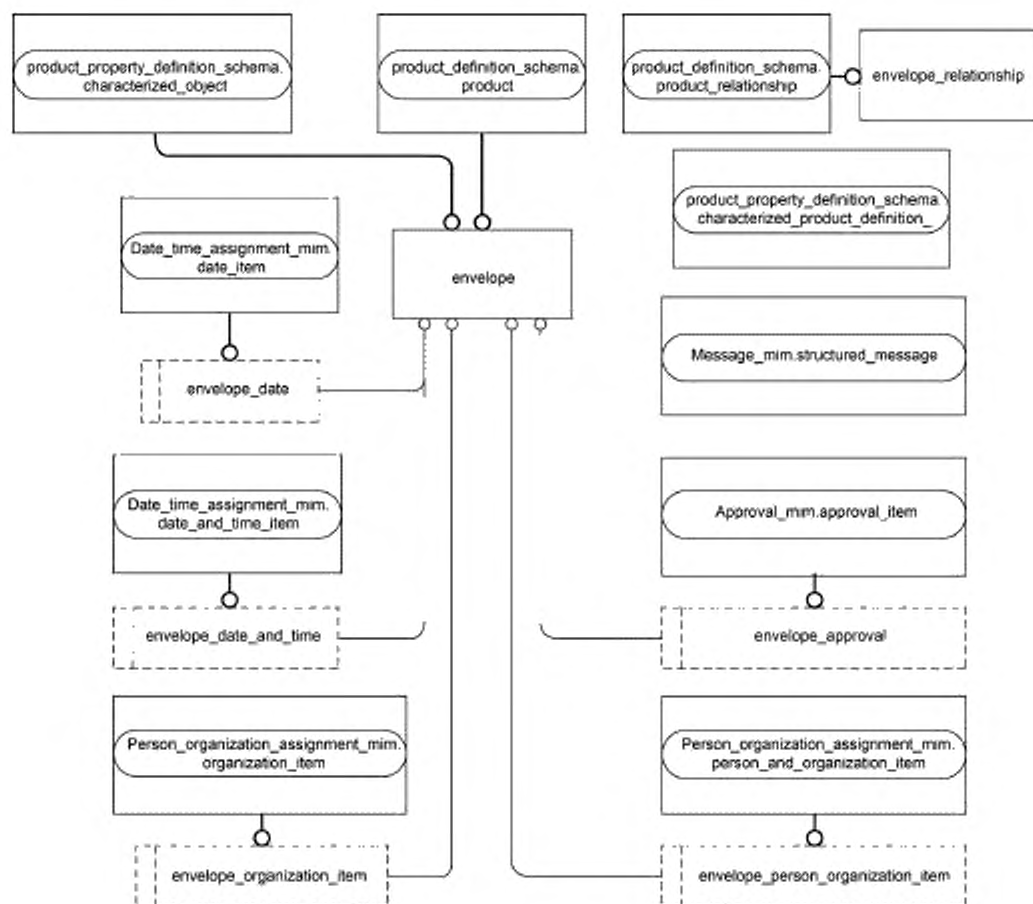 product_property_definition_schema.
characterized_object
product_definition_schema.
product
product_definition_schema.
product_relationship
envelope_relationship
product_property_definition_schema.
characterized_product_definition_
Date_time_assignment_mim.
date_item
envelope
Message_mim.structured_message
envelope_date
Date_time_assignment_mim.
date_and_time_item
Approval_mim.approval_item
envelope_date_and_time
envelope_approval
Person_organization_assignment_mim.
organization_item
Person_organization_assignment_mim.
person_and_organization_item
envelope_organization_item
envelope_person_organization_item